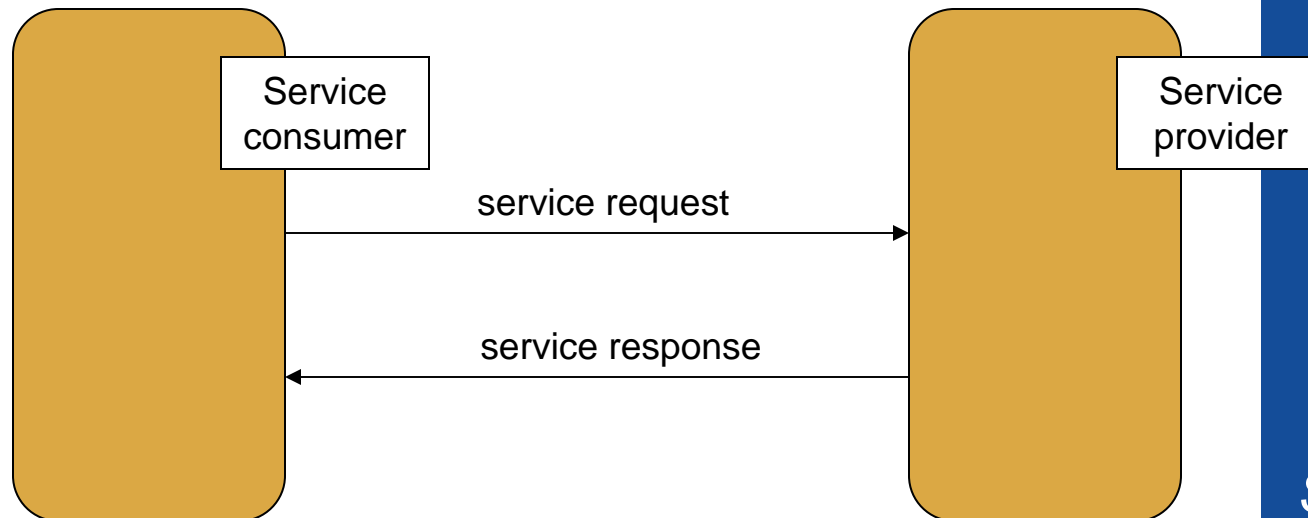 Service
consumer
Service
provider
service request
service response